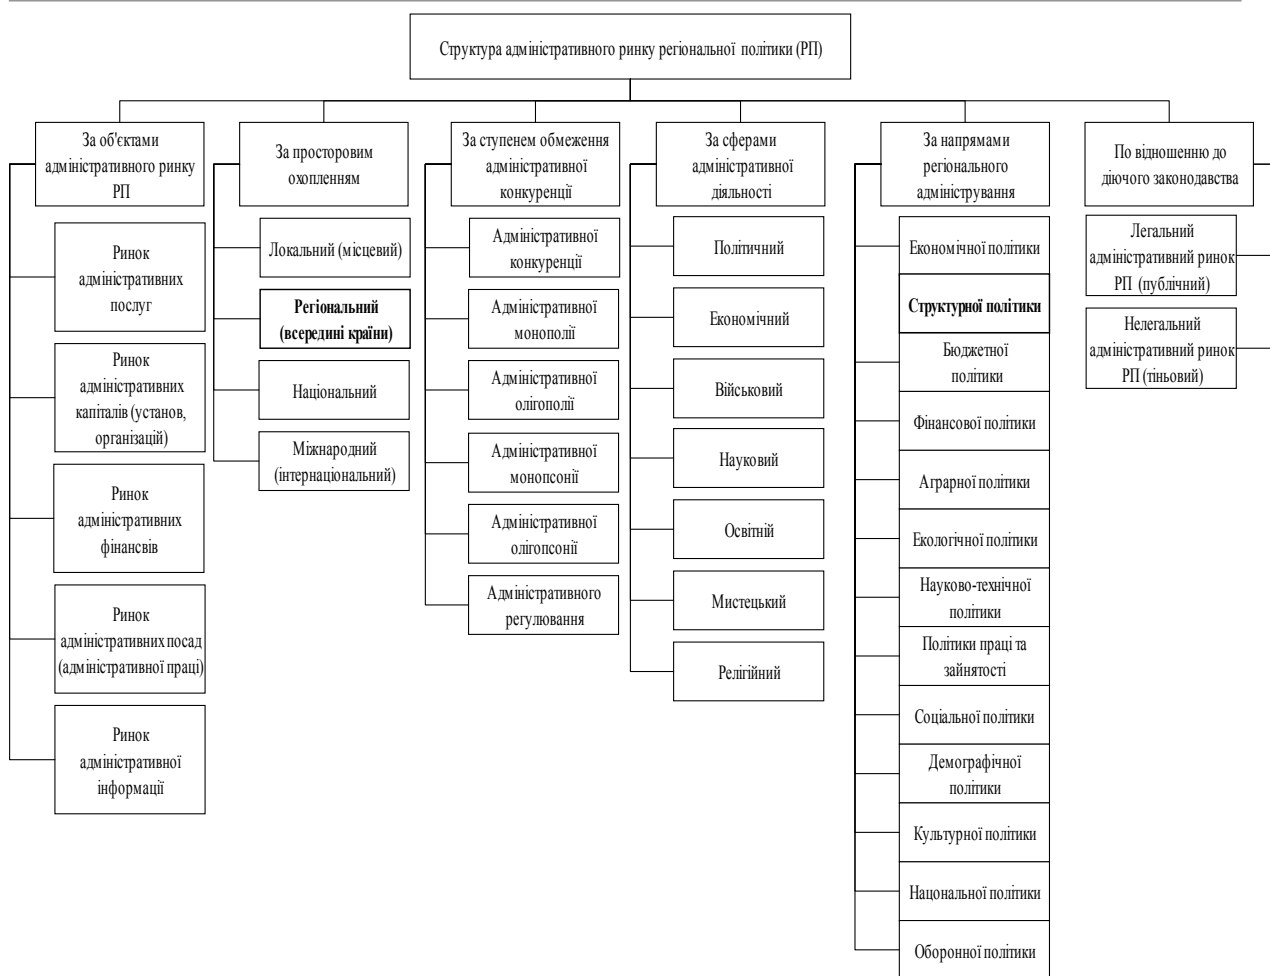 Структура адміністративного ринку регіональної політики (РП)
За об'єктами
адміністративного ринку
РП
Ринок
адміністративних
послуг
Ринок
адміністративних
капіталів (установ,
організацій)
Ринок
адміністративних
фінансвів
Ринок
адміністративних посад
(адміністративної праці)
Ринок
адміністративної
інформації
За просторовим
охопленням
Локальний (місцевий)
Регіональний
(всередині країни)
Національний
Міжнародний
(інтернаціональний)
За ступенем обмеження
адміністративної
конкуренції
Адміністративної
конкуренції
Адміністративної
монополії
Адміністративної
олігополії
Адміністративної
монопсонії
Адміністративної
олігопсонії
Адміністративного
регулювання
За сферами
адміністративної
діяльності
Політичний
Економічний
Військовий
Науковий
Освітній
Мистецький
Релігійний
За напрямами
регіонального
адміністрування
Економічної політики
Структурної політики
Бюджетної
політики
Фінансової політики
Аграрної політики
Екологічної політики
Науково-технічної
політики
Політики праці та
зайнятості
Соціальної політики
Демографічної
політики
Культурної політики
Націонaльної політики
Оборонної політики
По відношенню до
діючого законодавства
Легальний
адміністративний ринок
РП (публічний)
Нелегальний
адміністративний ринок
РП (тіньовий)